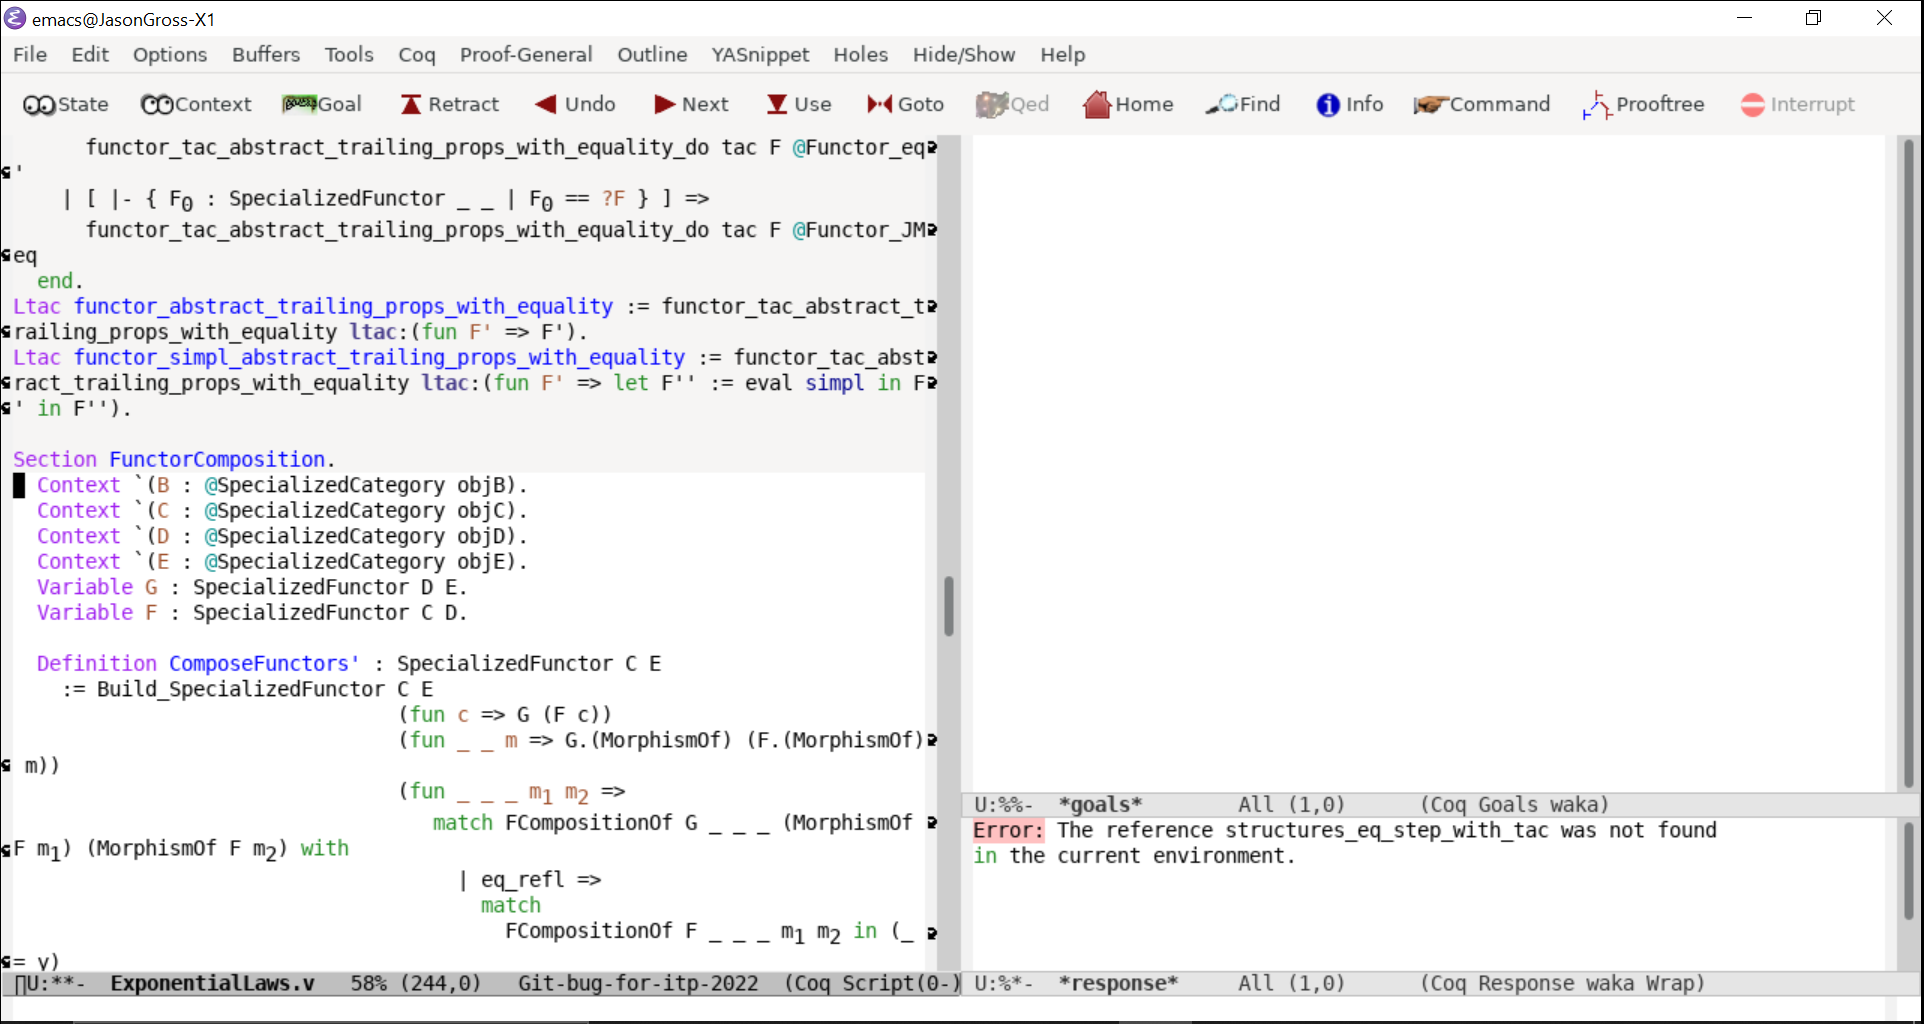 emacs@JasonGross-X1
File Edit Options Buffers Tools Coq Proof-General Outline YASnippet Holes Hide/Show Help
State Context Goal Retract Undo Next Use Goto Qed Home Find Info Command Prooftree Interrupt
functor_tac_abstract_trailing_props_with_equality_do tac F @Functor_eq
'
| [ |- { F0 : SpecializedFunctor _ _ | F0 == ?F } ] =>
functor_tac_abstract_trailing_props_with_equality_do tac F @Functor_JM
eq
end.
Ltac functor_abstract_trailing_props_with_equality := functor_tac_abstract_t
railing_props_with_equality ltac:(fun F' => F').
Ltac functor_simpl_abstract_trailing_props_with_equality := functor_tac_abst
ract_trailing_props_with_equality ltac:(fun F' => let F'' := eval simpl in F
' in F'').
Section FunctorComposition.
Context `(B : @SpecializedCategory objB).
Context `(C : @SpecializedCategory objC).
Context `(D : @SpecializedCategory objD).
Context `(E : @SpecializedCategory objE).
Variable G : SpecializedFunctor D E.
Variable F : SpecializedFunctor C D.
Definition ComposeFunctors' : SpecializedFunctor C E
:= Build_SpecializedFunctor C E
(fun c => G (F c))
(fun _ _ m => G.(MorphismOf) (F.(MorphismOf)
m))
(fun _ _ _ m1 m2 =>
match FCompositionOf G _ _ _ (MorphismOf
F m1) (MorphismOf F m2) with
| eq_refl =>
match
FCompositionOf F _ _ _ m1 m2 in (_
= y)
U:**- ExponentialLaws.v 58% (244,0) Git-bug-for-itp-2022 (Coq Script(0-)
U:%%- *goals* All (1,0) (Coq Goals waka)
Error: The reference structures_eq_step_with_tac was not found
in the current environment.
U:%*- *response* All (1,0) (Coq Response waka Wrap)